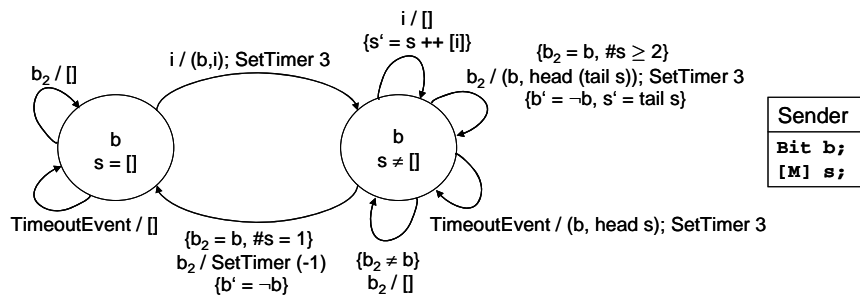 i / []
{s‘ = s ++ [i]}
i / (b,i); SetTimer 3
b₂ / []
{b₂ = b, #s ≥ 2}
b₂ / (b, head (tail s)); SetTimer 3
{b‘ = ¬b, s‘ = tail s}
b
s = []
b
s ≠ []
Sender
Bit b;
[M] s;
TimeoutEvent / []
TimeoutEvent / (b, head s); SetTimer 3
{b₂ = b, #s = 1}
b₂ / SetTimer (-1)
{b‘ = ¬b}
{b₂ ≠ b}
b₂ / []